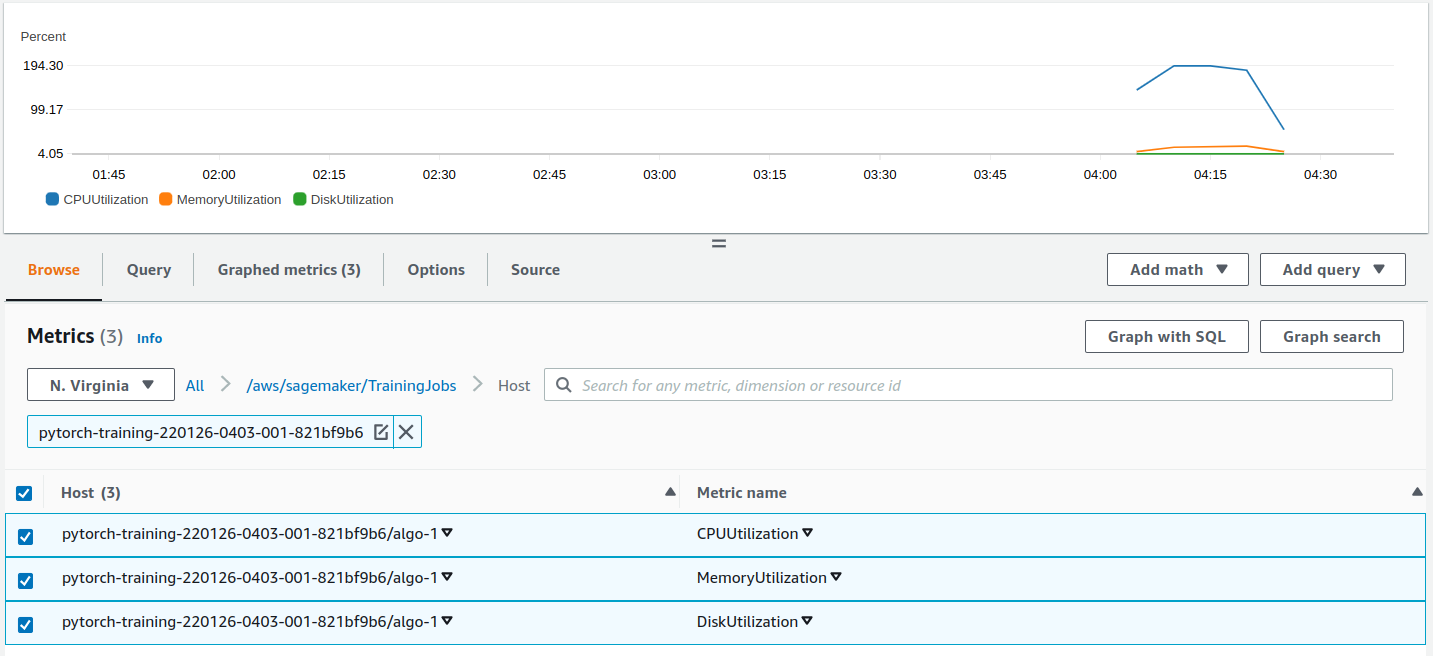 Percent
194.30
99.17
4.05
01:45 02:00 02:15 02:30 02:45 03:00 03:15 03:30 03:45 04:00 04:15 04:30
CPUUtilization MemoryUtilization DiskUtilization
Browse Query Graphed metrics (3) Options Source Add math Add query
Metrics (3) Info Graph with SQL Graph search
N. Virginia All /aws/sagemaker/TrainingJobs Host Search for any metric, dimension or resource id
pytorch-training-220126-0403-001-821bf9b6
Host (3) Metric name
pytorch-training-220126-0403-001-821bf9b6/algo-1 CPUUtilization
pytorch-training-220126-0403-001-821bf9b6/algo-1 MemoryUtilization
pytorch-training-220126-0403-001-821bf9b6/algo-1 DiskUtilization